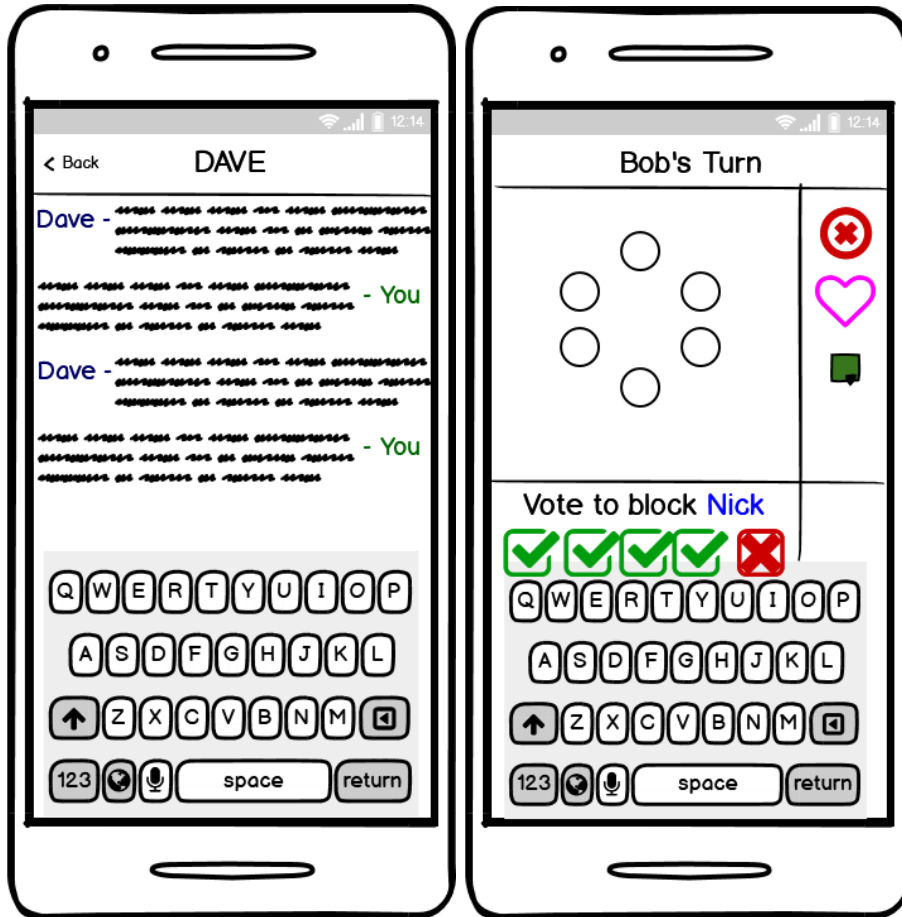 12:14
< Back DAVE
Dave -
- You
Dave -
- You
Q W E R T Y U I O P
A S D F G H J K L
Z X C V B N M
123 space return
12:14
Bob's Turn
Vote to block Nick
Q W E R T Y U I O P
A S D F G H J K L
Z X C V B N M
123 space return